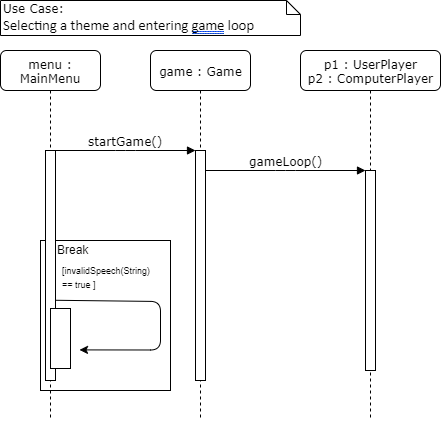 Use Case:
Selecting a theme and entering game loop
menu :
MainMenu
game : Game
p1 : UserPlayer
p2 : ComputerPlayer
startGame()
gameLoop()
Break
[invalidSpeech(String)
== true ]